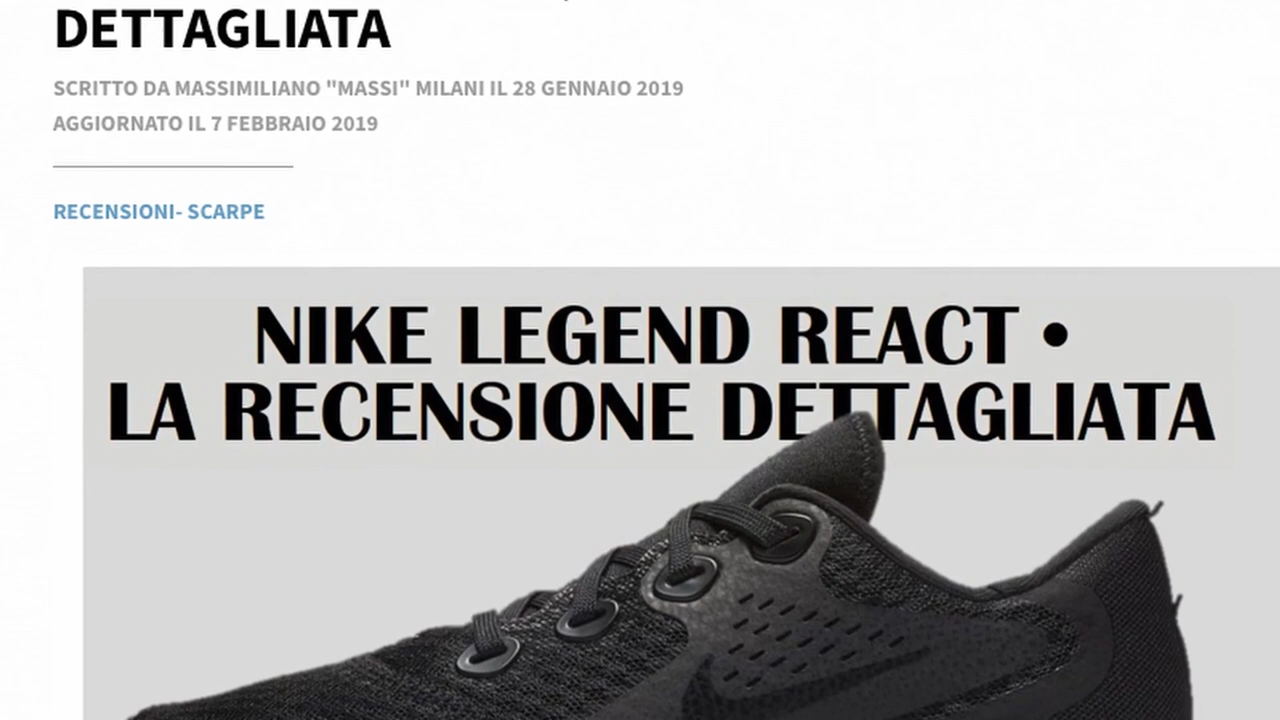 DETTAGLIATA
SCRITTO DA MASSIMILIANO "MASSI" MILANI IL 28 GENNAIO 2019
AGGIORNATO IL 7 FEBBRAIO 2019
RECENSIONI- SCARPE
NIKE LEGEND REACT •
LA RECENSIONE DETTAGLIATA